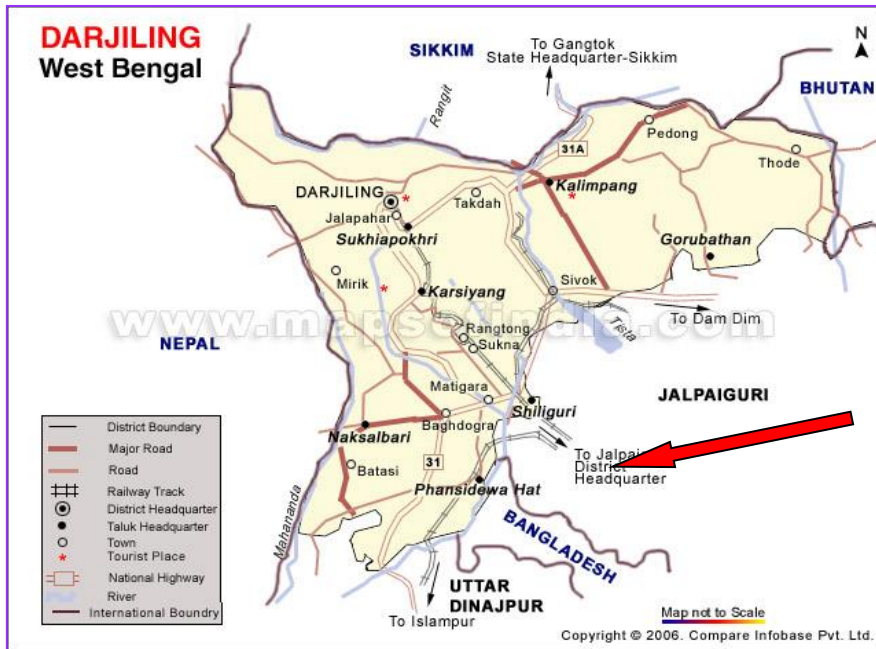 DARJILING
West Bengal
SIKKIM
To Gangtok
State Headquarter-Sikkim
N
BHUTAN
Rangit
31A
Pedong
Thode
DARJILING
Kalimpang
Takdah
Jalapahar
Sukhiapokhri
Gorubathan
Mirik
Karsiyang
Sivok
www.mapsofindia.com
To Dam Dim
Tista
Rangtong
Sukna
NEPAL
JALPAIGURI
Matigara
Shiliguri
Baghdogra
Naksalbari
To
District
Headquarter
31
Batasi
Phansidewa Hat
Mahananda
BANGLADESH
UTTAR
DINAJPUR
To Islampur
District Boundary
Major Road
Road
Railway Track
District Headquarter
Taluk Headquarter
Town
Tourist Place
National Highway
River
International Boundry
Map not to Scale
Copyright © 2006. Compare Infobase Pvt. Ltd.